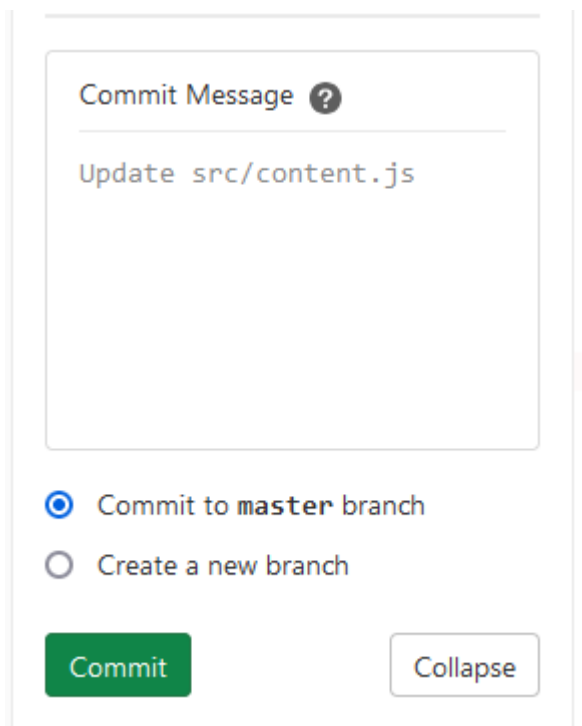 Commit Message ?
Update src/content.js
Commit to master branch
Create a new branch
Commit
Collapse